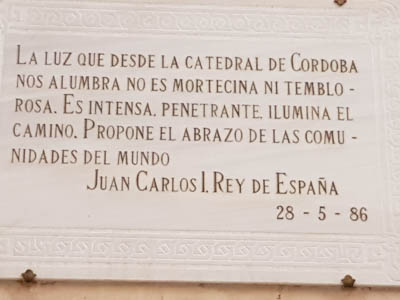 La luz que desde la catedral de Cordoba
nos alumbra no es mortecina ni temblo-
rosa. Es intensa, penetrante, ilumina el
camino. Propone el abrazo de las comu-
nidades del mundo
Juan Carlos I. Rey de España
28 - 5 - 86